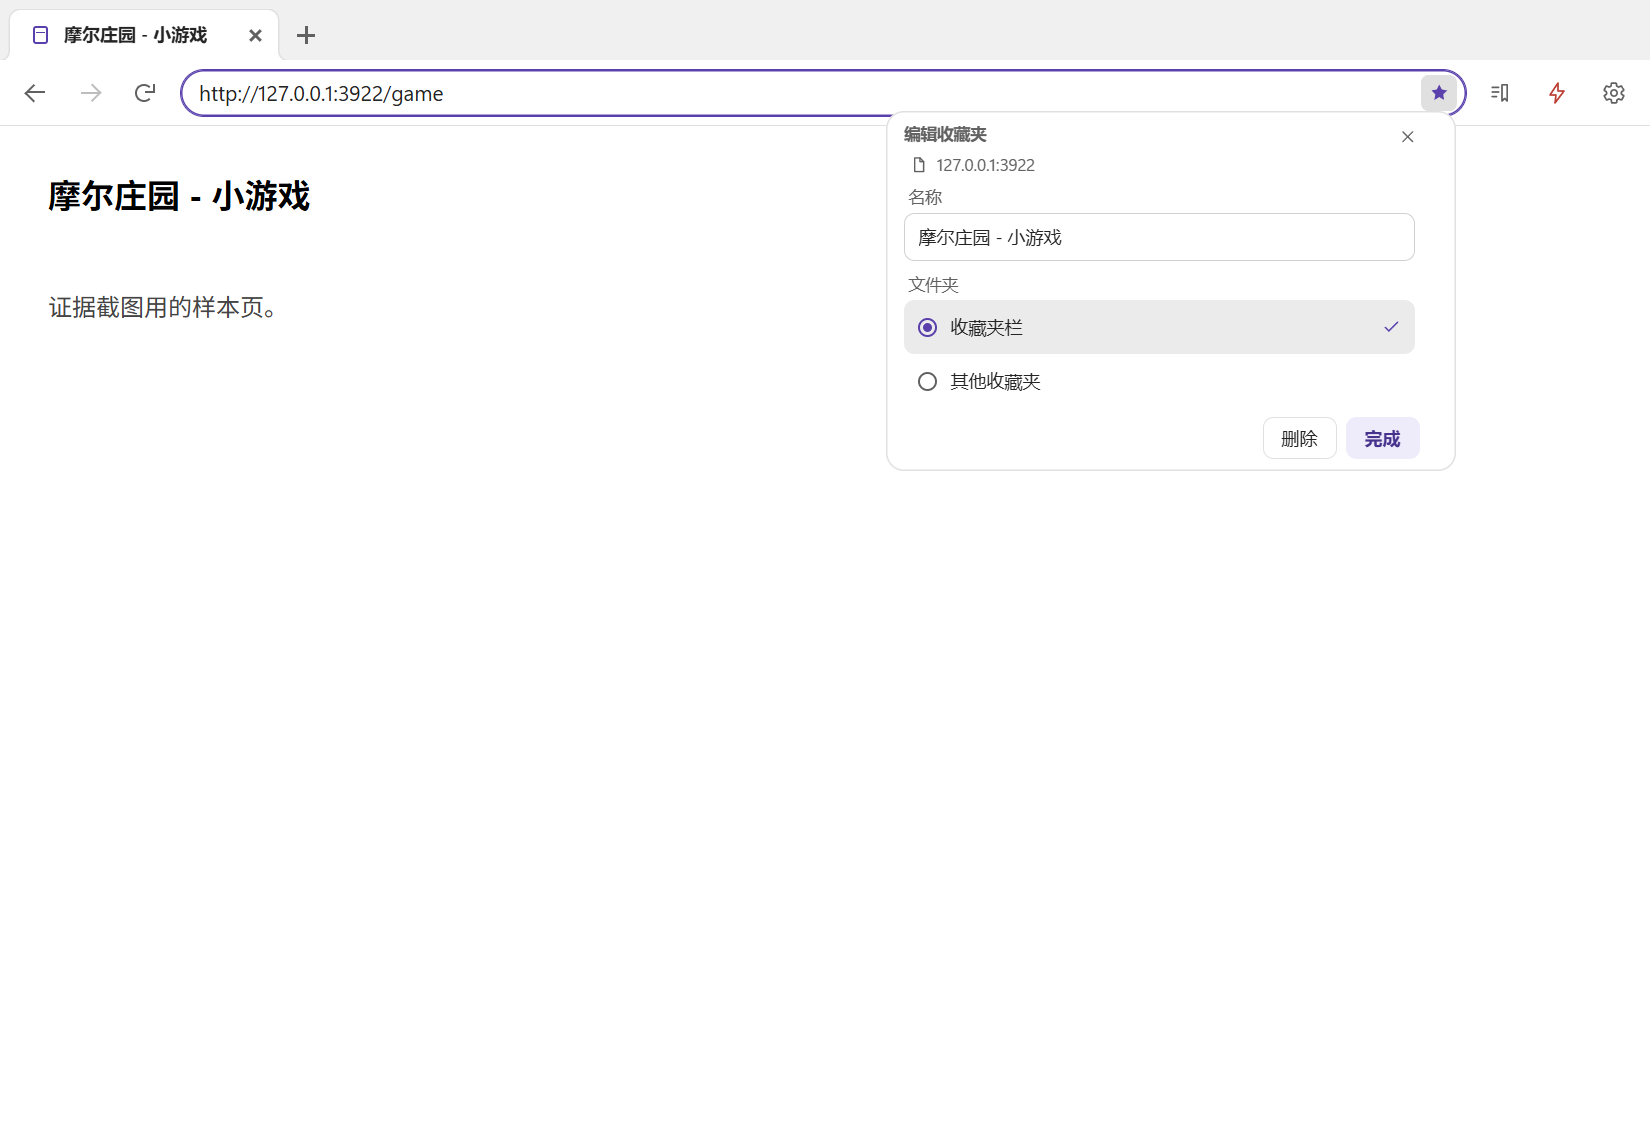 摩尔庄园 - 小游戏
http://127.0.0.1:3922/game
编辑收藏夹
127.0.0.1:3922
名称
摩尔庄园 - 小游戏
文件夹
收藏夹栏
其他收藏夹
删除 完成
摩尔庄园 - 小游戏
证据截图用的样本页。